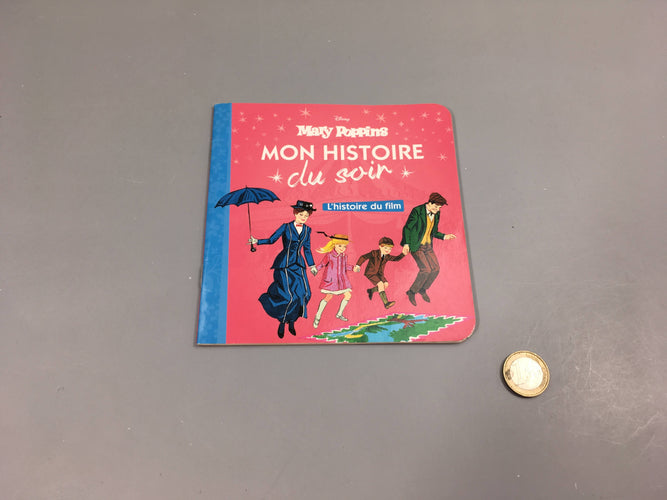 Disney
Mary Poppins
MON HISTOIRE
du soir
L'histoire du film